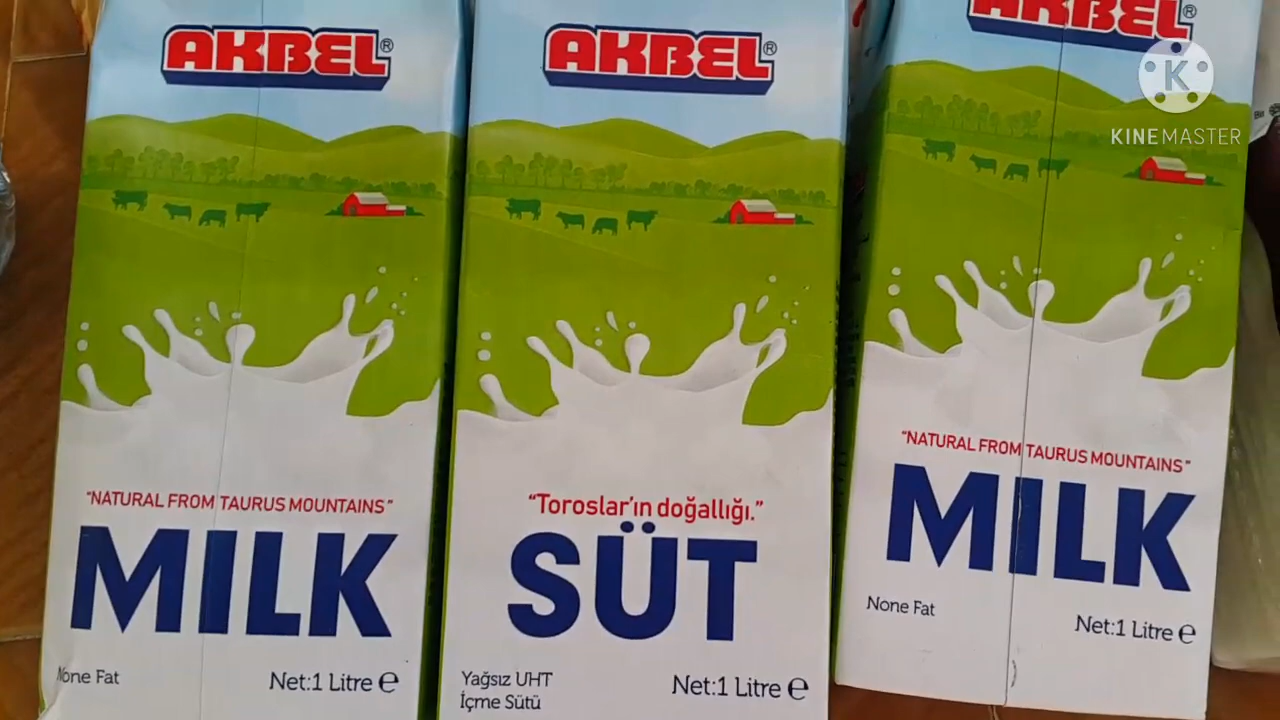 AKBEL®
"NATURAL FROM TAURUS MOUNTAINS"
MILK
None Fat
Net:1 Litre ℮
AKBEL®
"Toroslar'ın doğallığı."
SÜT
Yağsız UHT
İçme Sütü
Net:1 Litre ℮
AKBEL®
"NATURAL FROM TAURUS MOUNTAINS"
MILK
None Fat
Net:1 Litre ℮
K
KINEMASTER